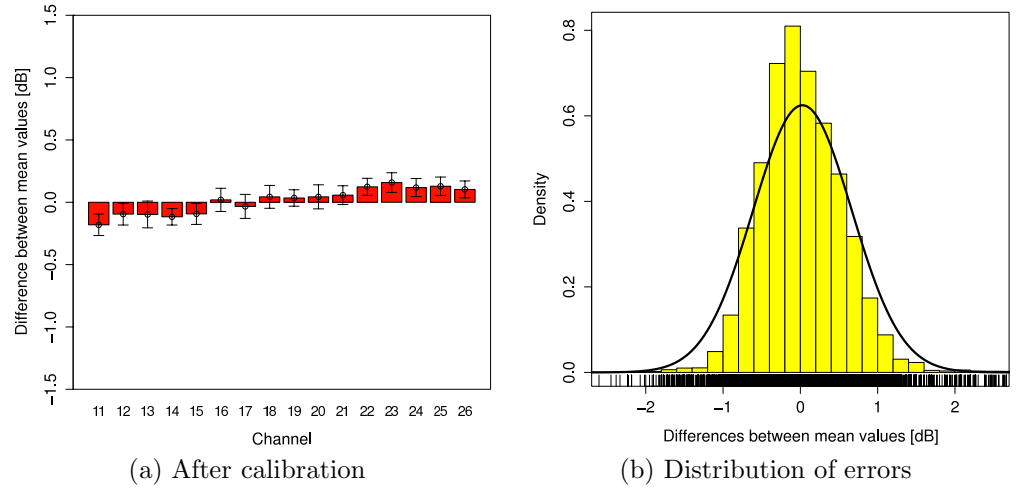 Difference between mean values [dB]
1.5
1.0
0.5
0.0
−0.5
−1.0
−1.5
11 12 13 14 15 16 17 18 19 20 21 22 23 24 25 26
Channel
(a) After calibration
Density
0.8
0.6
0.4
0.2
0.0
−2 −1 0 1 2
Differences between mean values [dB]
(b) Distribution of errors